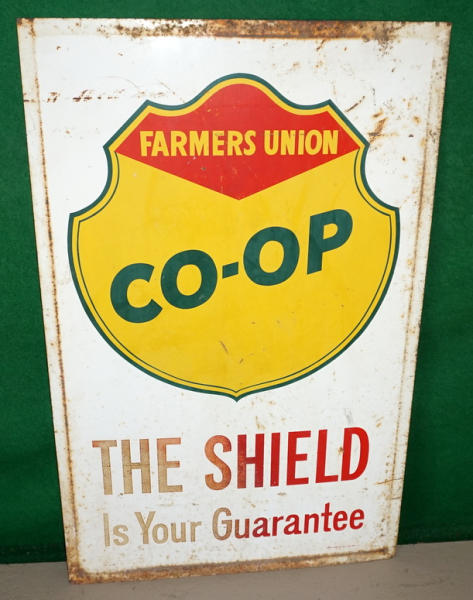 FARMERS UNION
CO-OP
THE SHIELD
Is Your Guarantee